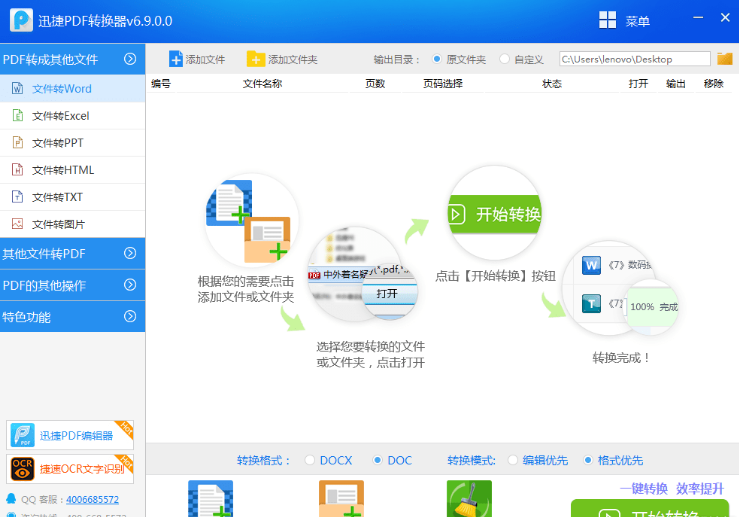 迅捷PDF转换器v6.9.0.0
菜单
PDF转成其他文件
文件转Word
文件转Excel
文件转PPT
文件转HTML
文件转TXT
文件转图片
其他文件转PDF
PDF的其他操作
特色功能
迅捷PDF编辑器
Hot
捷速OCR文字识别
Hot
QQ 客服：4006685572
添加文件
添加文件夹
输出目录：
原文件夹
自定义
C:\Users\lenovo\Desktop
编号
文件名称
页数
页码选择
状态
打开
输出
移除
根据您的需要点击
添加文件或文件夹
PDF 中外着名
*.pdf,*.
打开
选择您要转换的文件
或文件夹，点击打开
开始转换
点击【开始转换】按钮
W 《7》数码
T 《7》
100% 完成
转换完成！
转换格式：
DOCX
DOC
转换模式:
编辑优先
格式优先
一键转换 效率提升
开始转换